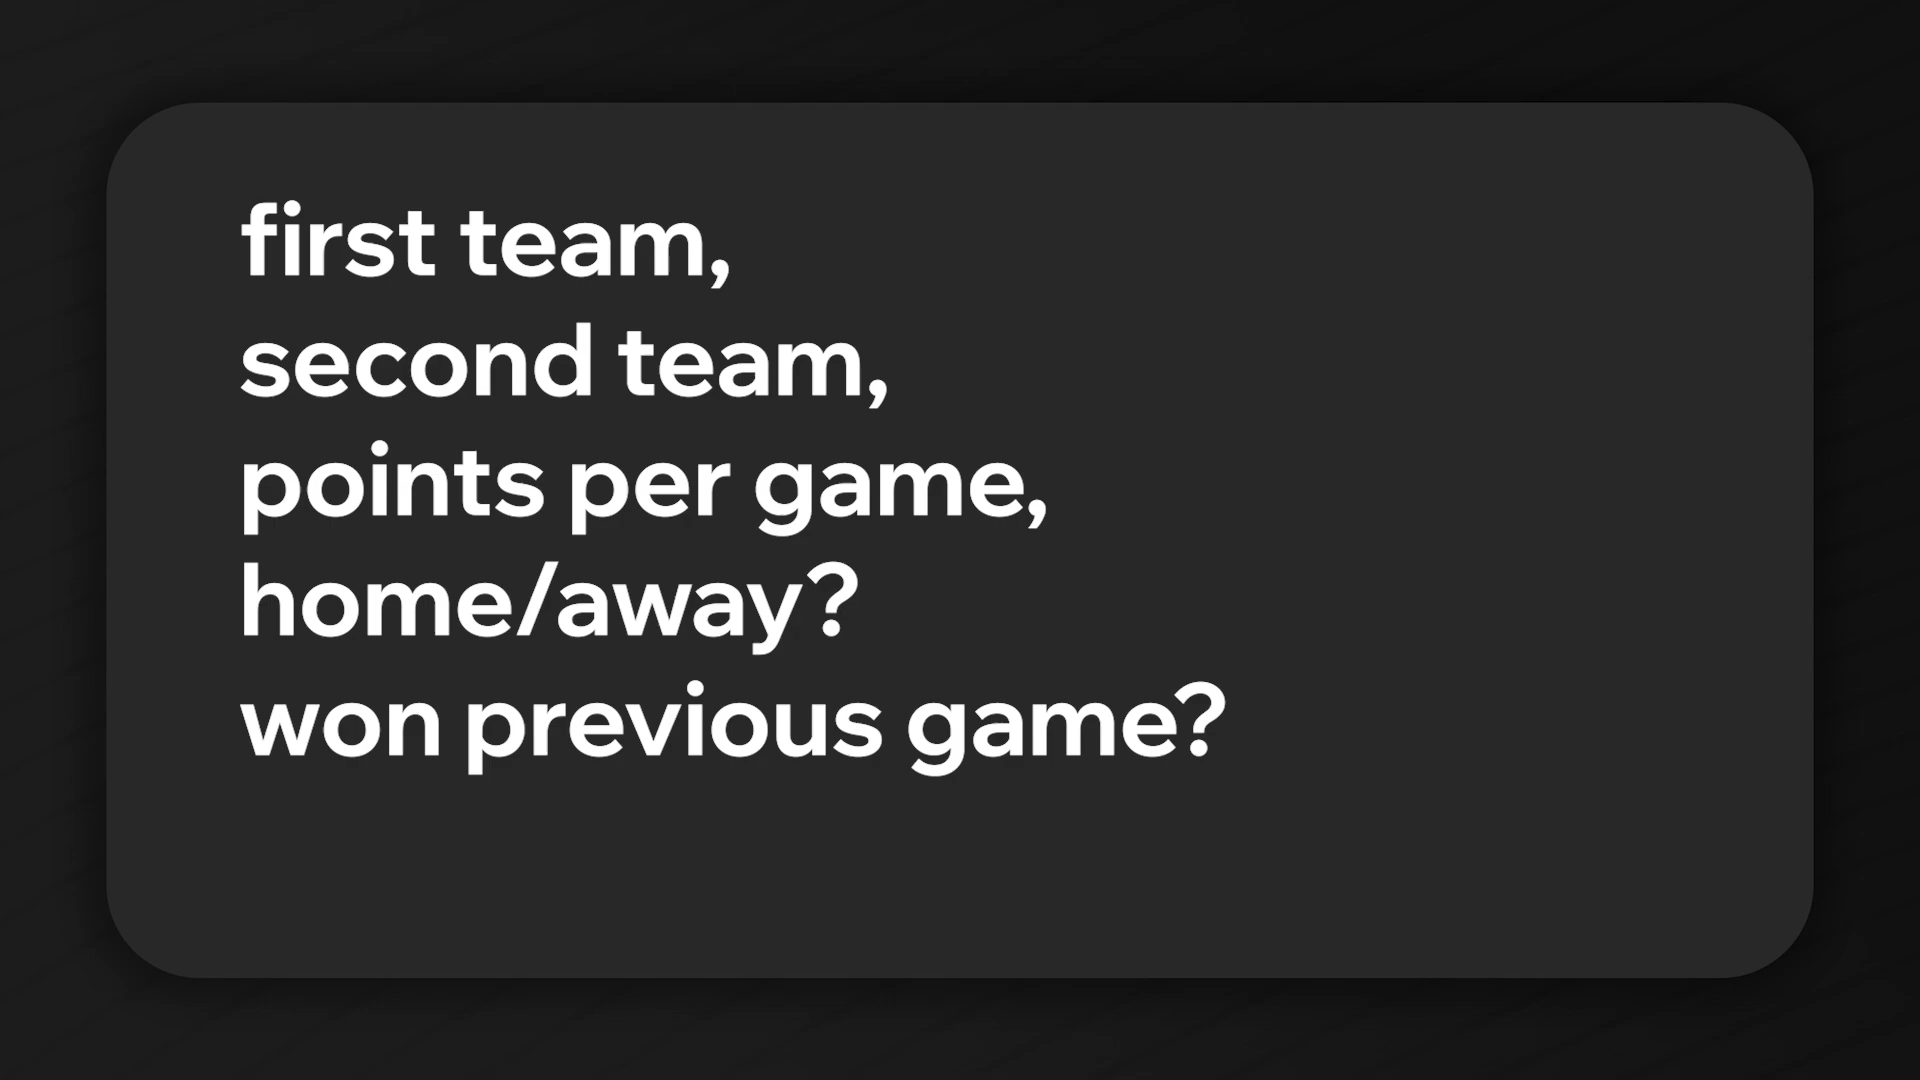 first team,
second team,
points per game,
home/away?
won previous game?